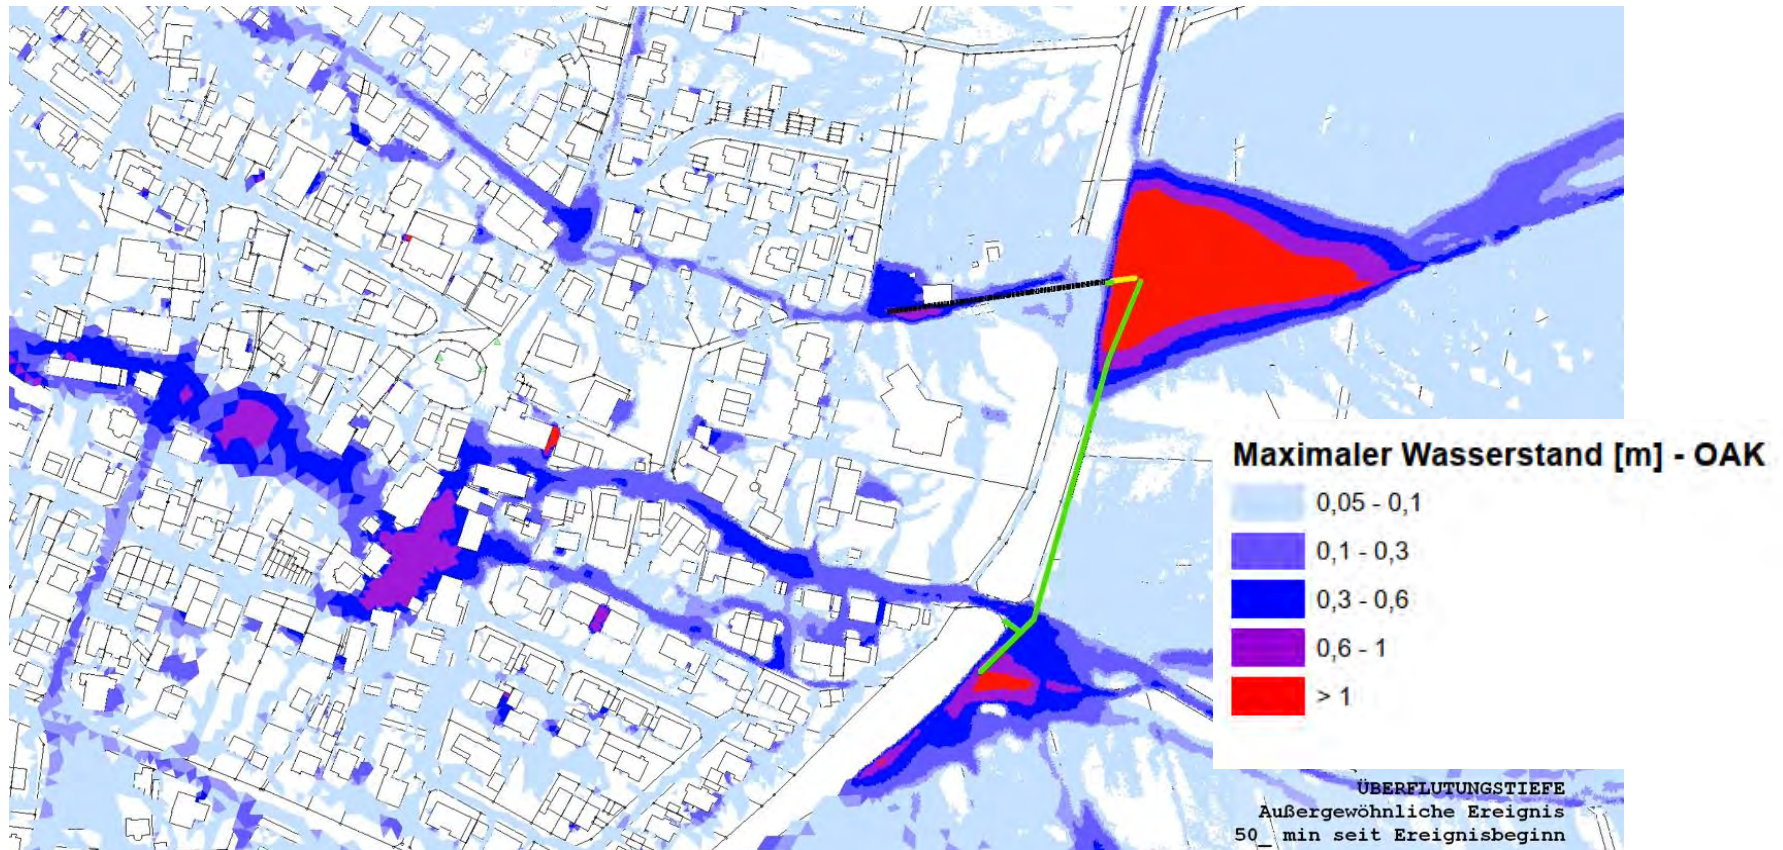 Maximaler Wasserstand [m] - OAK
0,05 - 0,1
0,1 - 0,3
0,3 - 0,6
0,6 - 1
> 1
ÜBERFLUTUNGSTIEFE
Außergewöhnliche Ereignis
50_ min seit Ereignisbeginn